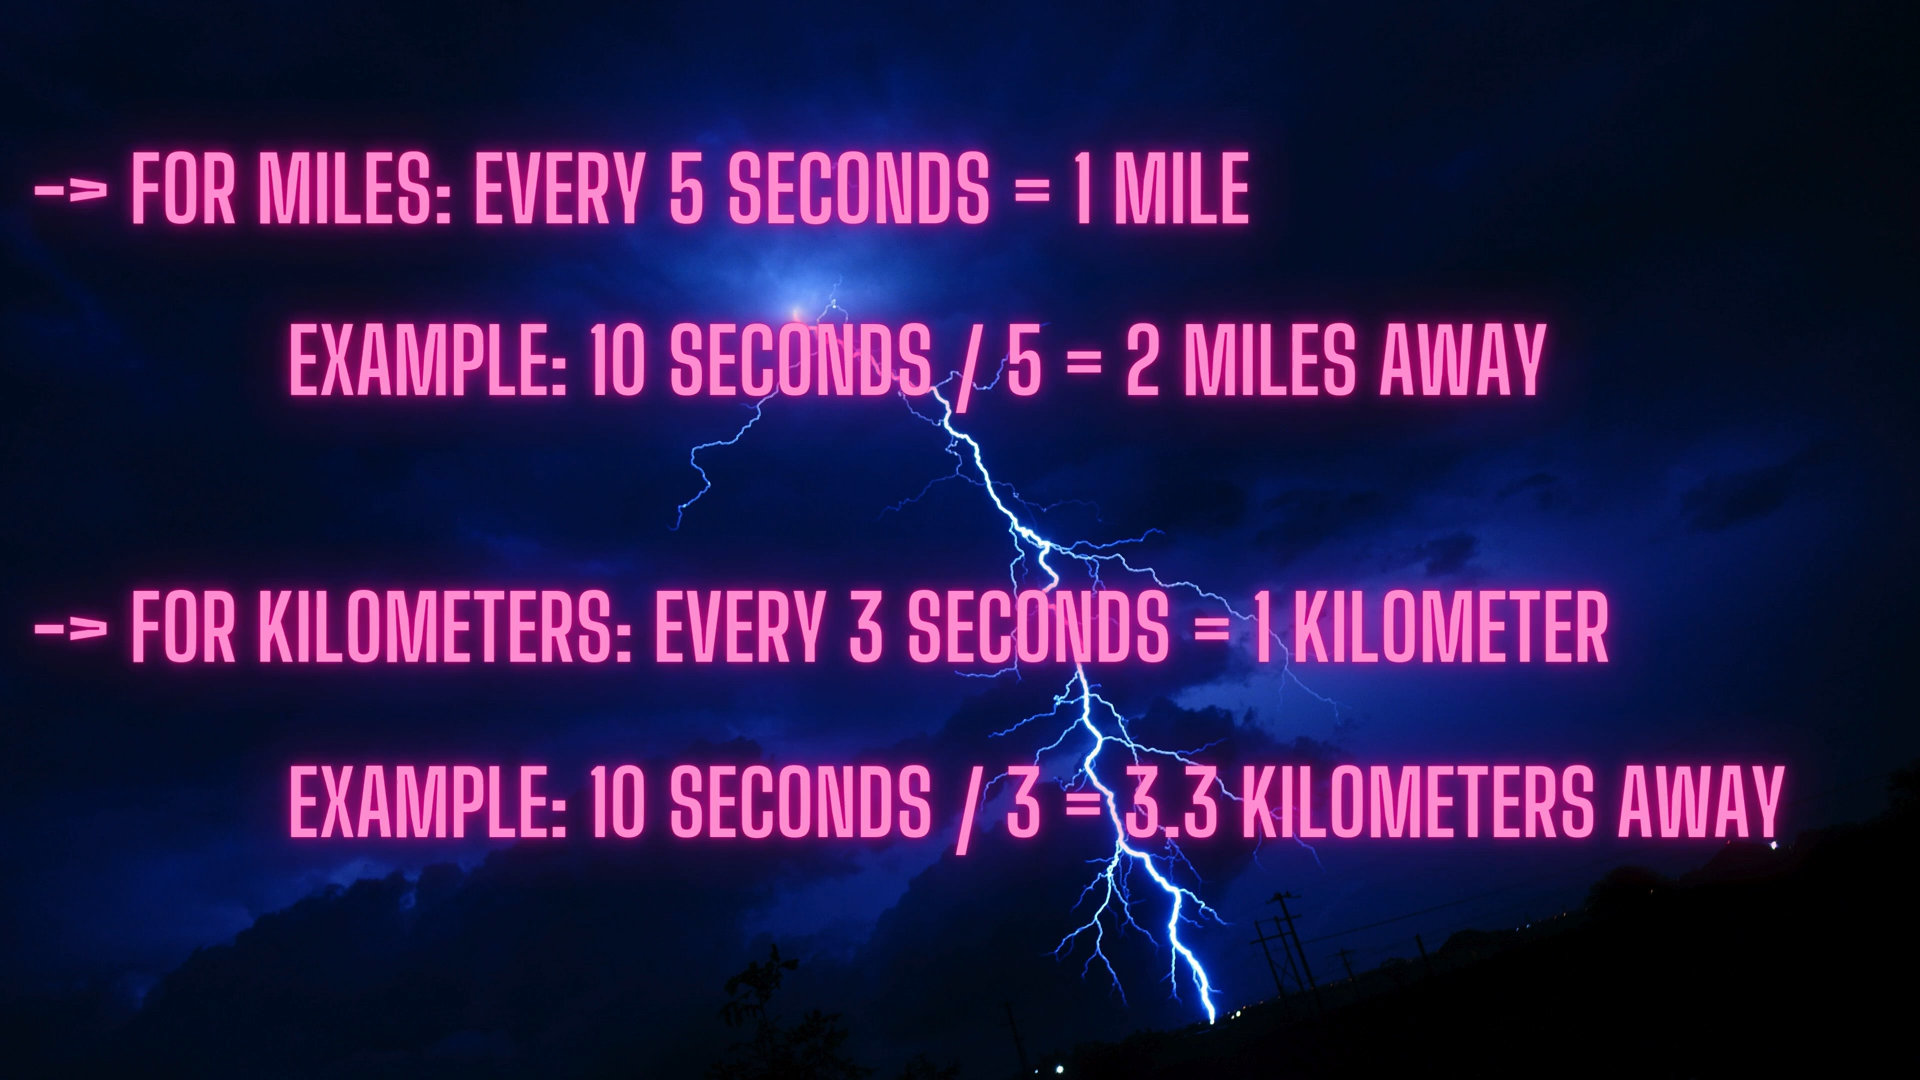 -> FOR MILES: EVERY 5 SECONDS = 1 MILE
EXAMPLE: 10 SECONDS / 5 = 2 MILES AWAY
-> FOR KILOMETERS: EVERY 3 SECONDS = 1 KILOMETER
EXAMPLE: 10 SECONDS / 3 = 3.3 KILOMETERS AWAY